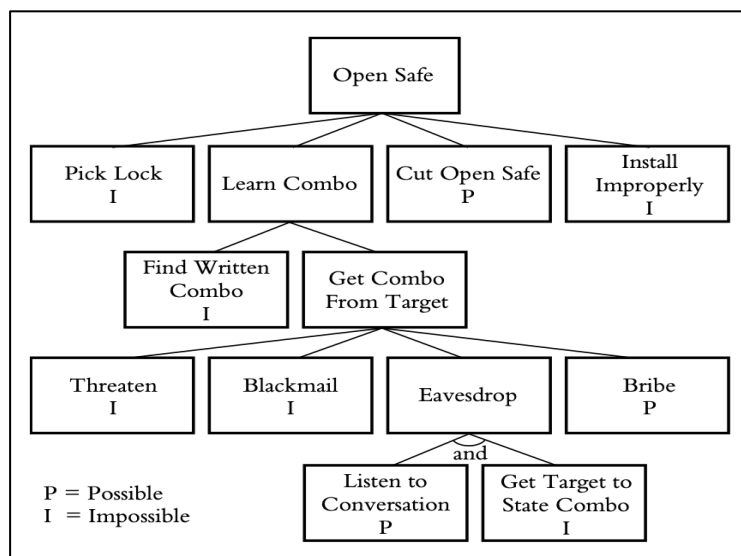 Open Safe
Pick Lock
I
Learn Combo
Cut Open Safe
P
Install
Improperly
I
Find Written
Combo
I
Get Combo
From Target
Threaten
I
Blackmail
I
Eavesdrop
Bribe
P
and
Listen to
Conversation
P
Get Target to
State Combo
I
P = Possible
I = Impossible